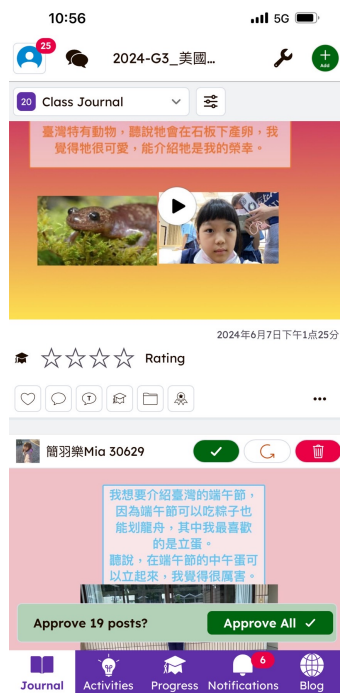 10:56
5G
25
2024-G3_美國...
Add
20 Class Journal
臺灣特有動物，聽說牠會在石板下產卵，我
覺得牠很可愛，能介紹牠是我的榮幸。
2024年6月7日下午1点25分
Rating
T
簡羽樂Mia 30629
我想要介紹臺灣的端午節，
因為端午節可以吃粽子也
能划龍舟，其中我最喜歡
的是立蛋。
聽說，在端午節的中午蛋可
以立起來，我覺得很厲害。
Approve 19 posts?
Approve All
6
Journal
Activities
Progress
Notifications
Blog